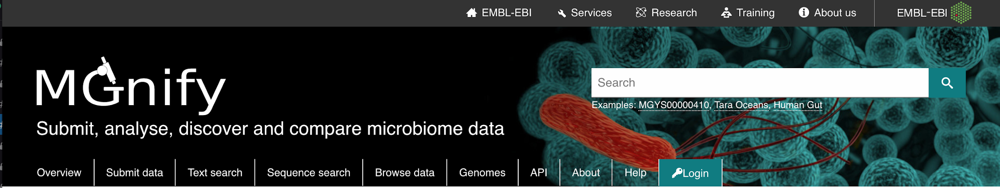 EMBL-EBI Services Research Training About us EMBL-EBI
MGnify
Search
Examples: MGYS00000410, Tara Oceans, Human Gut
Submit, analyse, discover and compare microbiome data
Overview Submit data Text search Sequence search Browse data Genomes API About Help Login